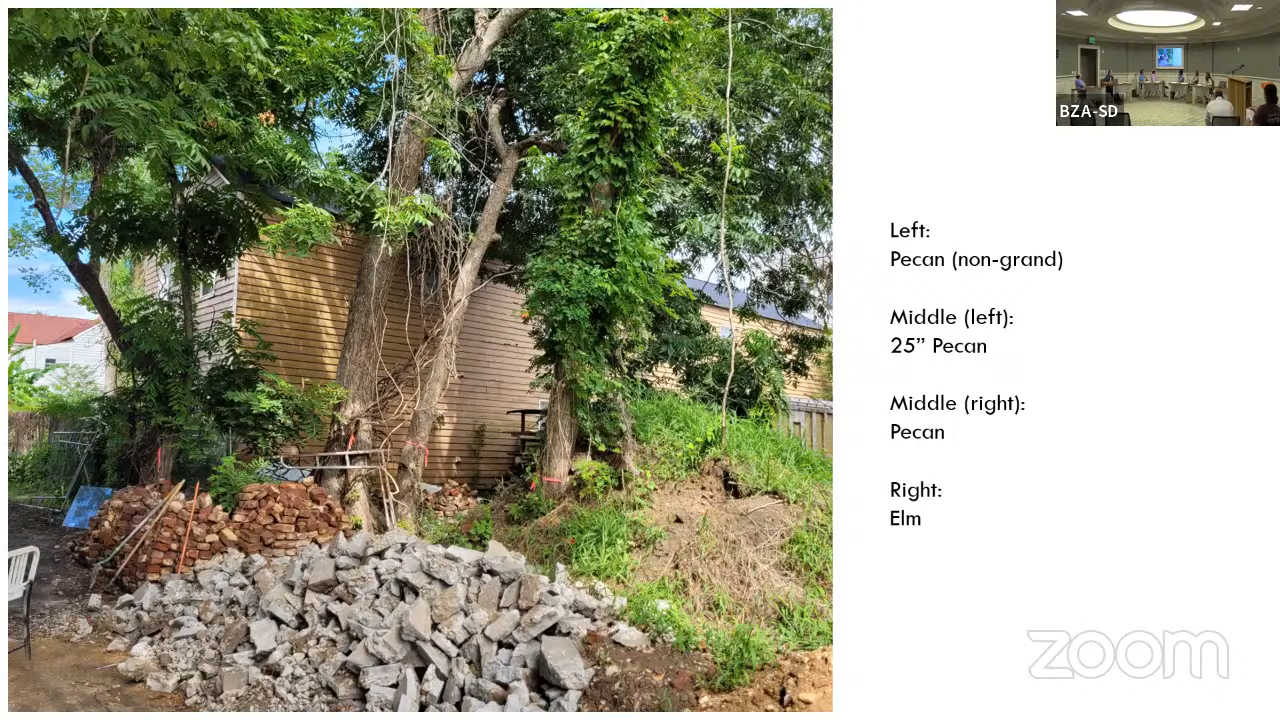 BZA-SD
Left:
Pecan (non-grand)
Middle (left):
25” Pecan
Middle (right):
Pecan
Right:
Elm
zoom